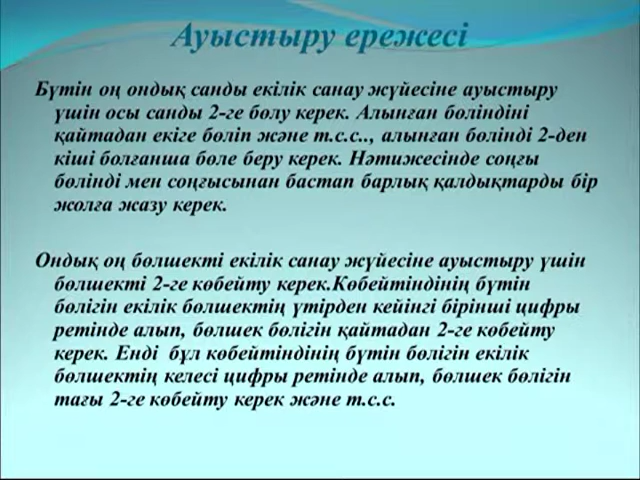 Ауыстыру ережесі
Бүтін оң ондық санды екілік санау жүйесіне ауыстыру
үшін осы санды 2-ге бөлу керек. Алынған бөліндіні
қайтадан екіге бөліп және т.с.с.., алынған бөлінді 2-ден
кіші болғанша бөле беру керек. Нәтижесінде соңғы
бөлінді мен соңғысынан бастап барлық қалдықтарды бір
жолға жазу керек.
Ондық оң бөлшекті екілік санау жүйесіне ауыстыру үшін
бөлшекті 2-ге көбейту керек.Көбейтіндінің бүтін
бөлігін екілік бөлшектің үтірден кейінгі бірінші цифры
ретінде алып, бөлшек бөлігін қайтадан 2-ге көбейту
керек. Енді бұл көбейтіндінің бүтін бөлігін екілік
бөлшектің келесі цифры ретінде алып, бөлшек бөлігін
тағы 2-ге көбейту керек және т.с.с.